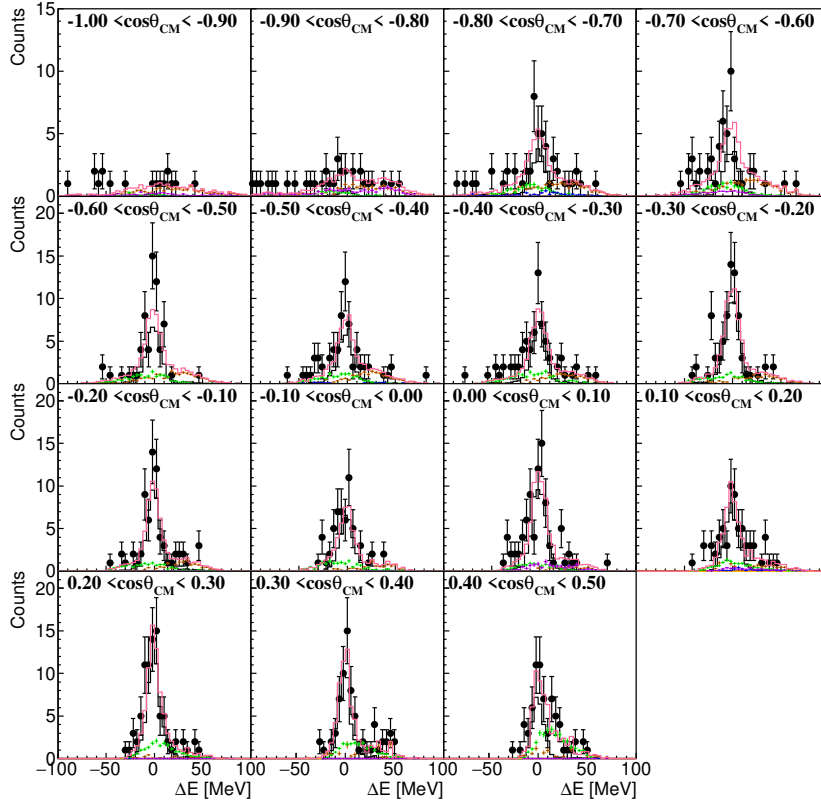 Counts
15
10
5
0
-1.00 <cosθCM< -0.90
-0.90 <cosθCM< -0.80
-0.80 <cosθCM< -0.70
-0.70 <cosθCM< -0.60
Counts
20
15
10
5
0
-0.60 <cosθCM< -0.50
-0.50 <cosθCM< -0.40
-0.40 <cosθCM< -0.30
-0.30 <cosθCM< -0.20
Counts
20
15
10
5
0
-0.20 <cosθCM< -0.10
-0.10 <cosθCM< 0.00
0.00 <cosθCM< 0.10
0.10 <cosθCM< 0.20
Counts
20
15
10
5
0
0.20 <cosθCM< 0.30
0.30 <cosθCM< 0.40
0.40 <cosθCM< 0.50
−100 −50 0 50 100 −50 0 50 100 −50 0 50 100
ΔE [MeV] ΔE [MeV] ΔE [MeV]